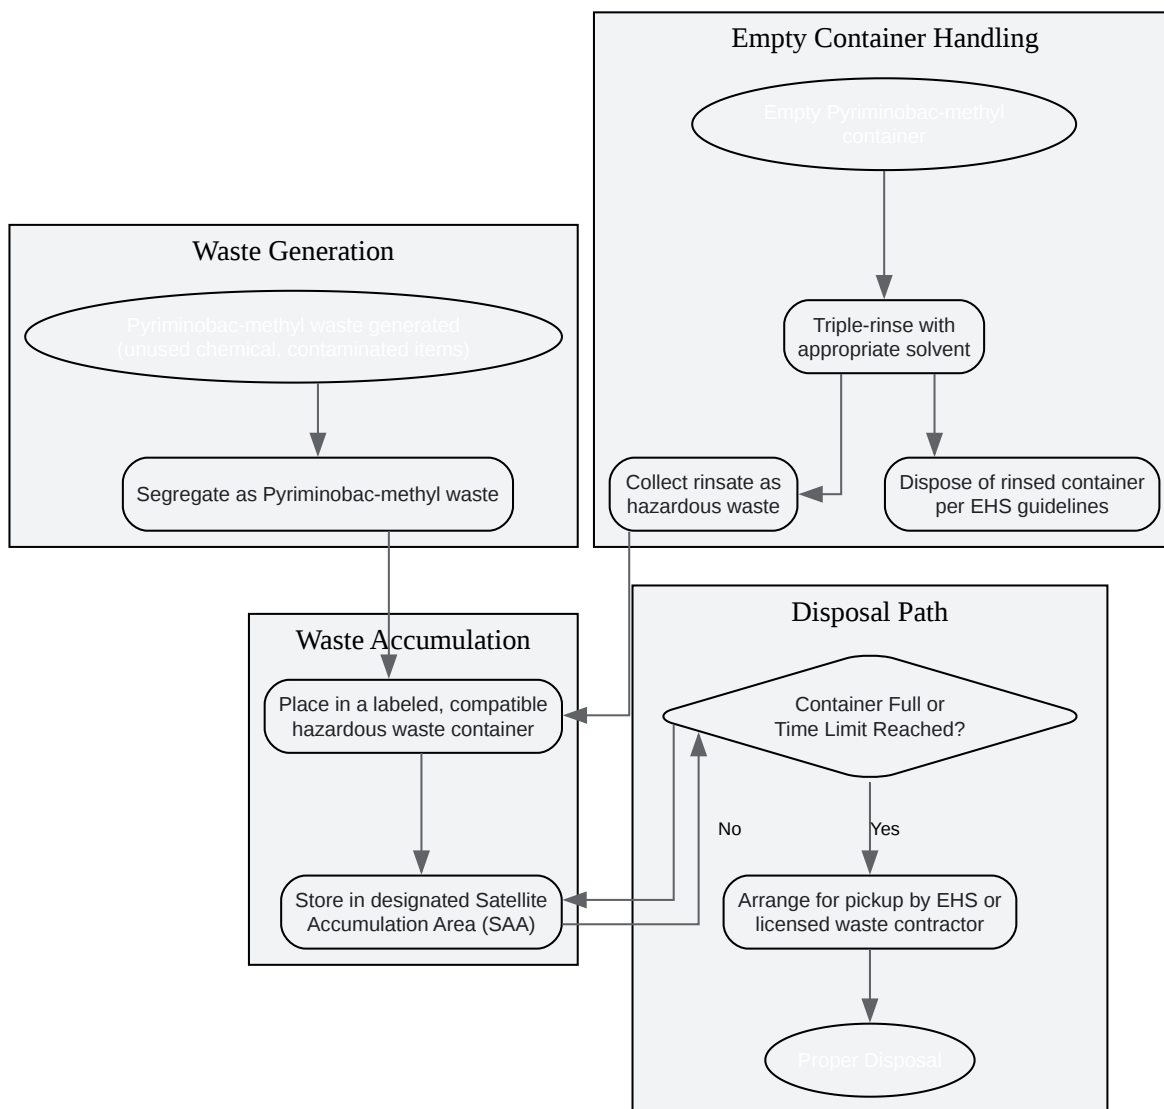 Empty Container Handling
Empty Pyriminobac-methyl
container
Triple-rinse with
appropriate solvent
Collect rinsate as
hazardous waste
Dispose of rinsed container
per EHS guidelines
Waste Generation
Pyriminobac-methyl waste generated
(unused chemical, contaminated items)
Segregate as Pyriminobac-methyl waste
Waste Accumulation
Place in a labeled, compatible
hazardous waste container
Store in designated Satellite
Accumulation Area (SAA)
Disposal Path
Container Full or
Time Limit Reached?
No
Yes
Arrange for pickup by EHS or
licensed waste contractor
Proper Disposal